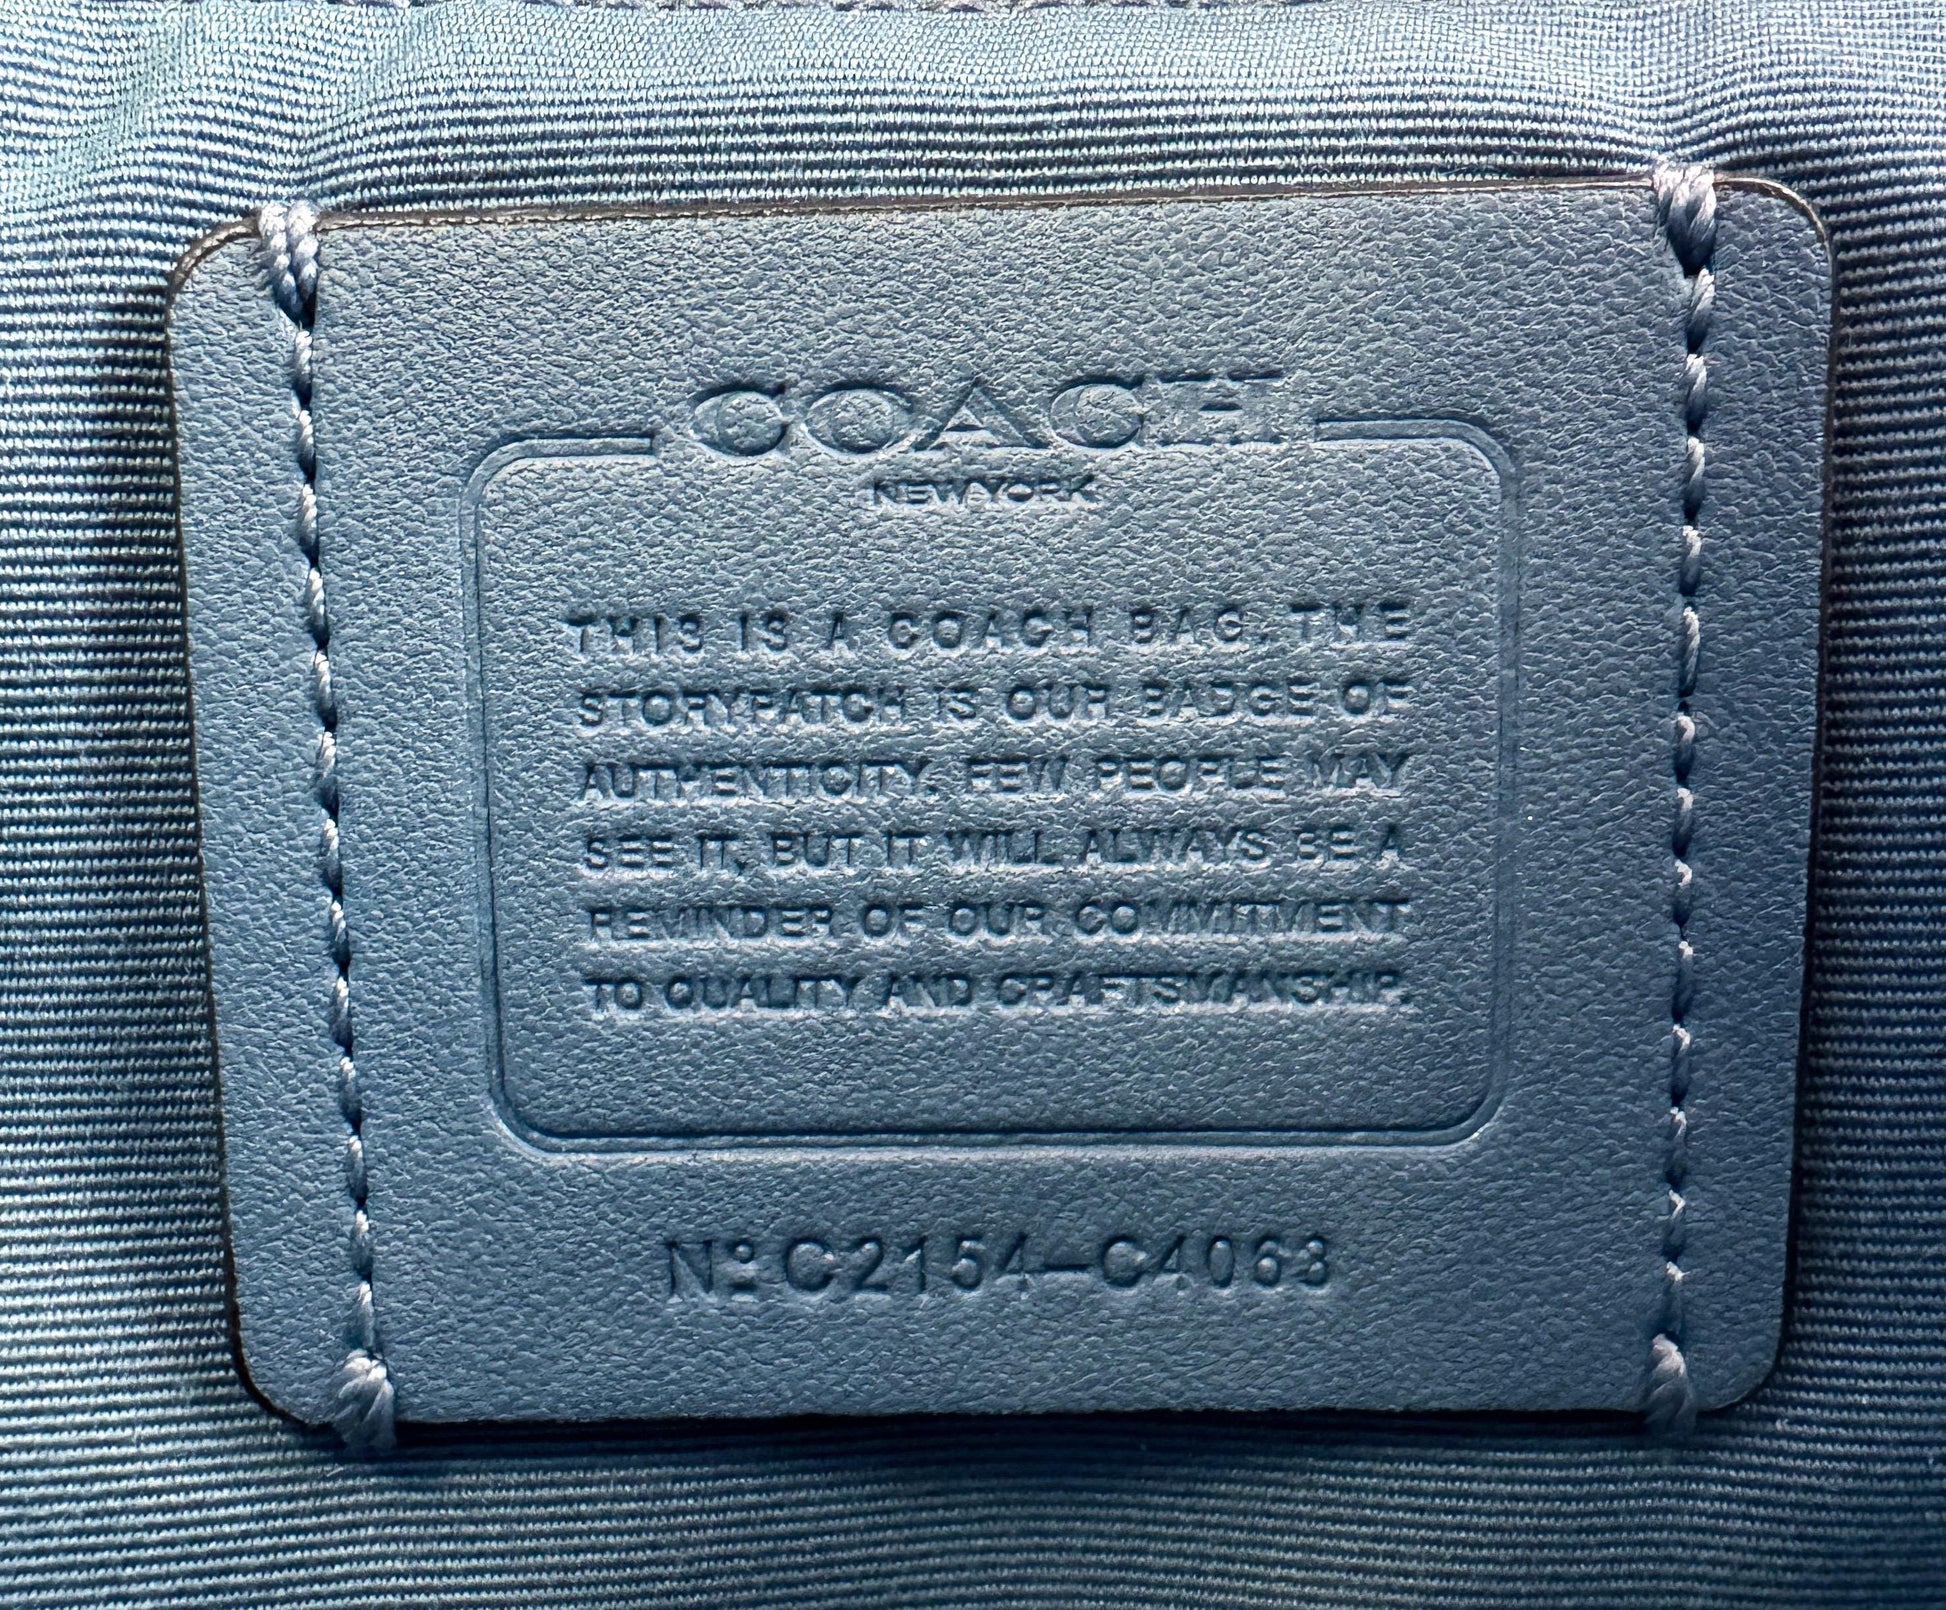 COACH
NEW YORK
THIS IS A COACH BAG. THE
STORYPATCH IS OUR BADGE OF
AUTHENTICITY. FEW PEOPLE MAY
SEE IT, BUT IT WILL ALWAYS BE A
REMINDER OF OUR COMMITMENT
TO QUALITY AND CRAFTSMANSHIP.
Nº C2154-C4063